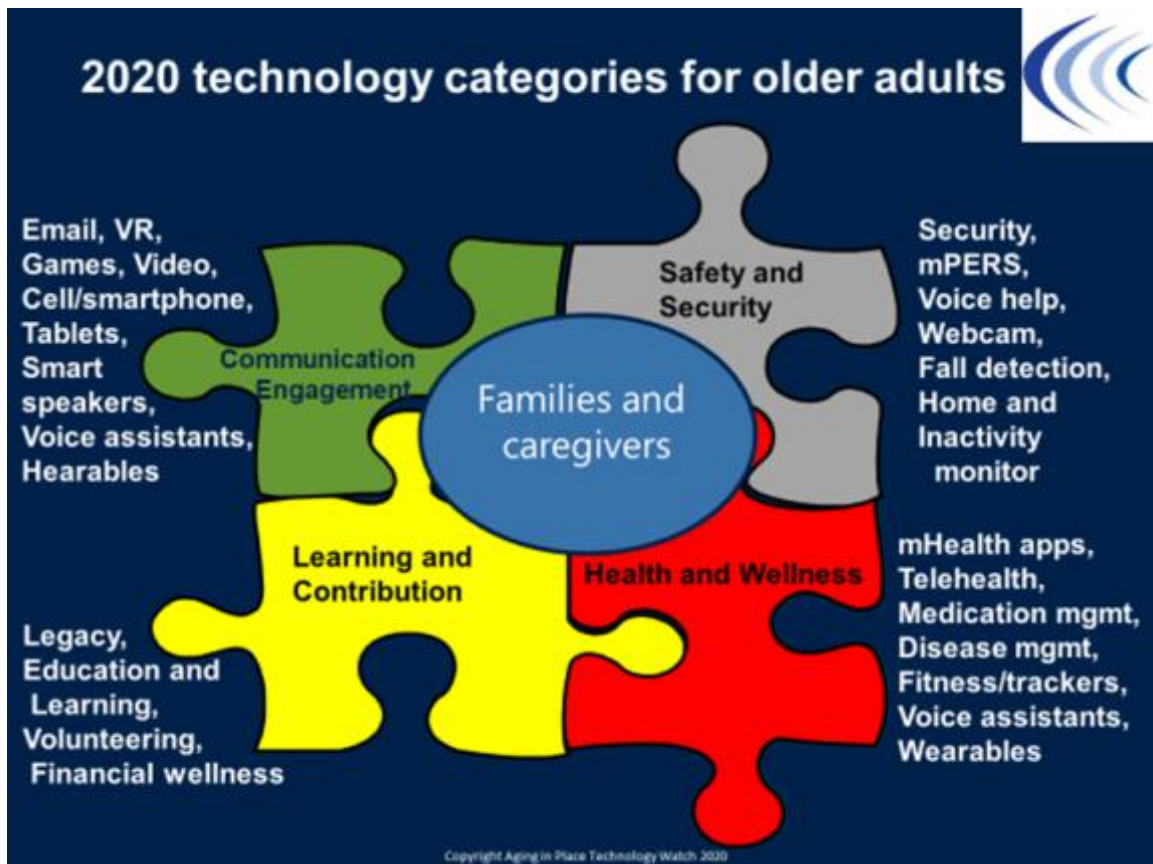 2020 technology categories for older adults
Email, VR,
Games, Video,
Cell/smartphone,
Tablets,
Smart
speakers,
Voice assistants,
Hearables
Communication
Engagement
Safety and
Security
Security,
mPERS,
Voice help,
Webcam,
Fall detection,
Home and
Inactivity
monitor
Families and
caregivers
Learning and
Contribution
Health and Wellness
Legacy,
Education and
Learning,
Volunteering,
Financial wellness
mHealth apps,
Telehealth,
Medication mgmt,
Disease mgmt,
Fitness/trackers,
Voice assistants,
Wearables
Copyright Aging in Place Technology Watch 2020